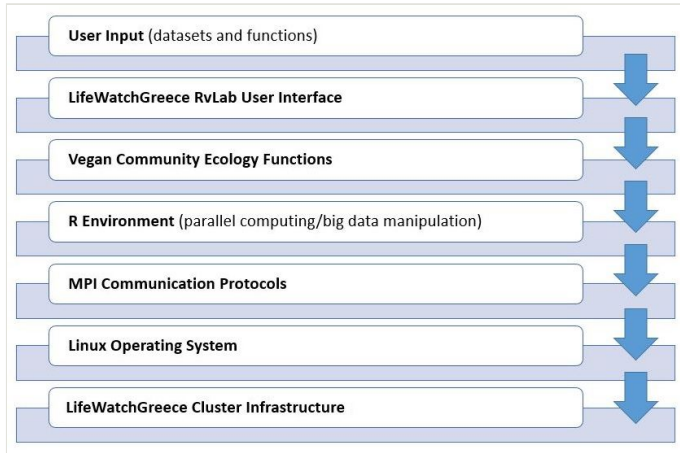 User Input (datasets and functions)
LifeWatchGreece RvLab User Interface
Vegan Community Ecology Functions
R Environment (parallel computing/big data manipulation)
MPI Communication Protocols
Linux Operating System
LifeWatchGreece Cluster Infrastructure